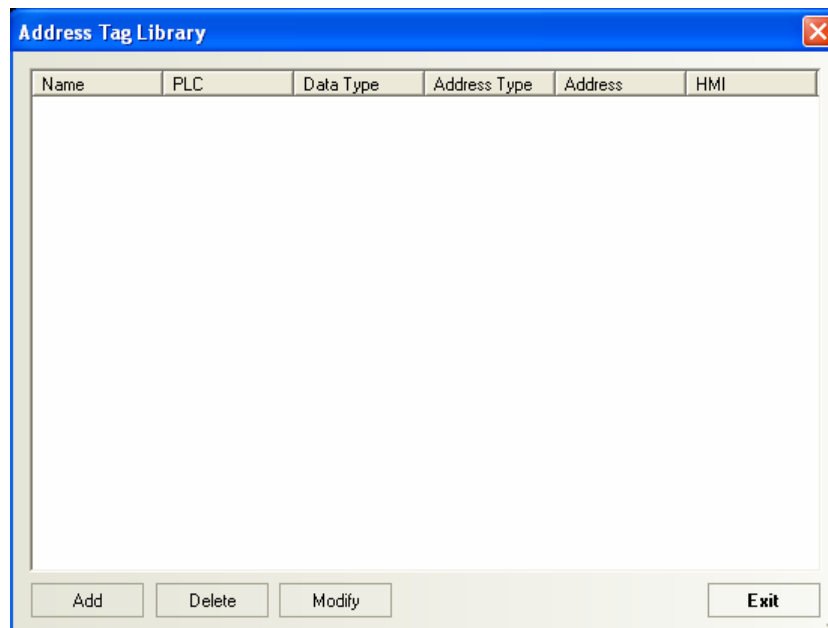 Address Tag Library
Name PLC Data Type Address Type Address HMI
Add Delete Modify Exit